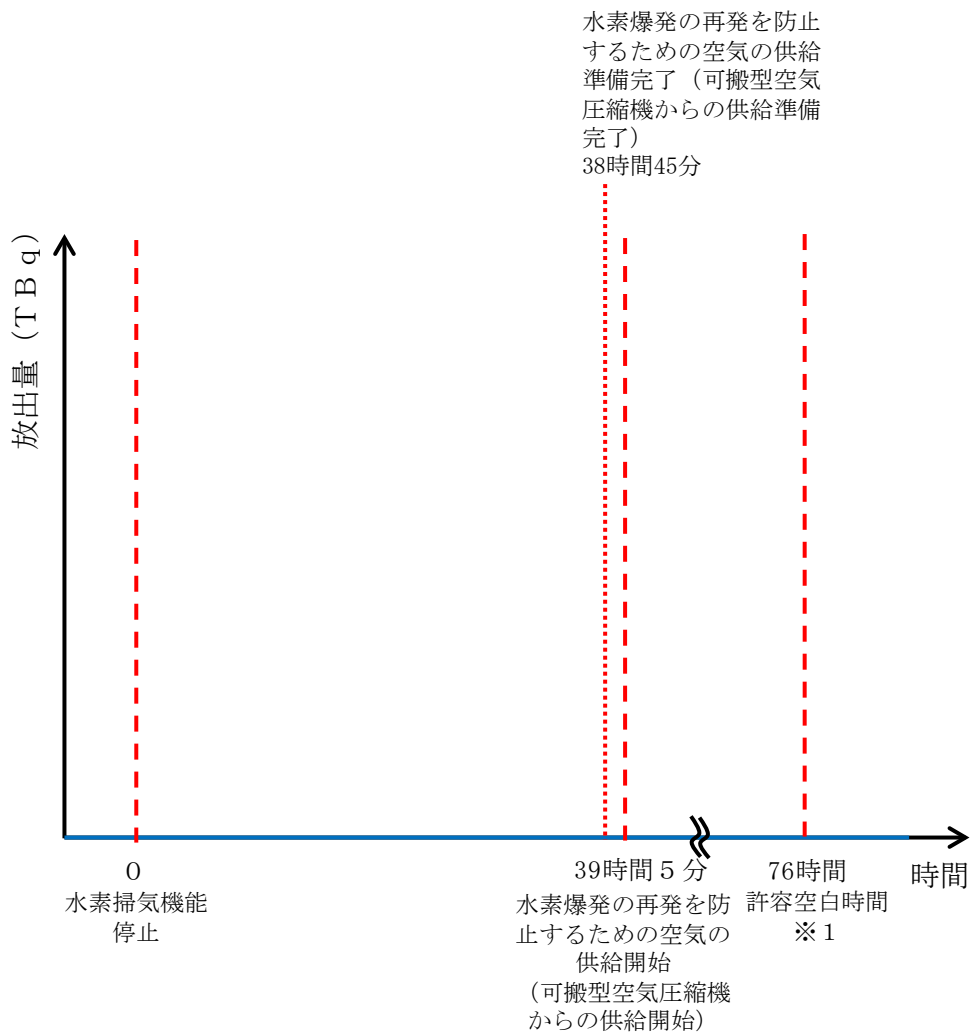 水素爆発の再発を防止
するための空気の供給
準備完了（可搬型空気
圧縮機からの供給準備
完了）
38時間45分
放出量（ＴＢｑ）
0
水素掃気機能
停止
39時間５分
水素爆発の再発を防
止するための空気の
供給開始
（可搬型空気圧縮機
からの供給開始）
76時間
許容空白時間
※１
時間